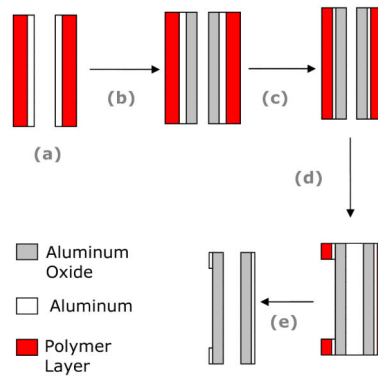 (b)
(c)
(a)
(d)
Aluminum
Oxide
Aluminum
(e)
Polymer
Layer